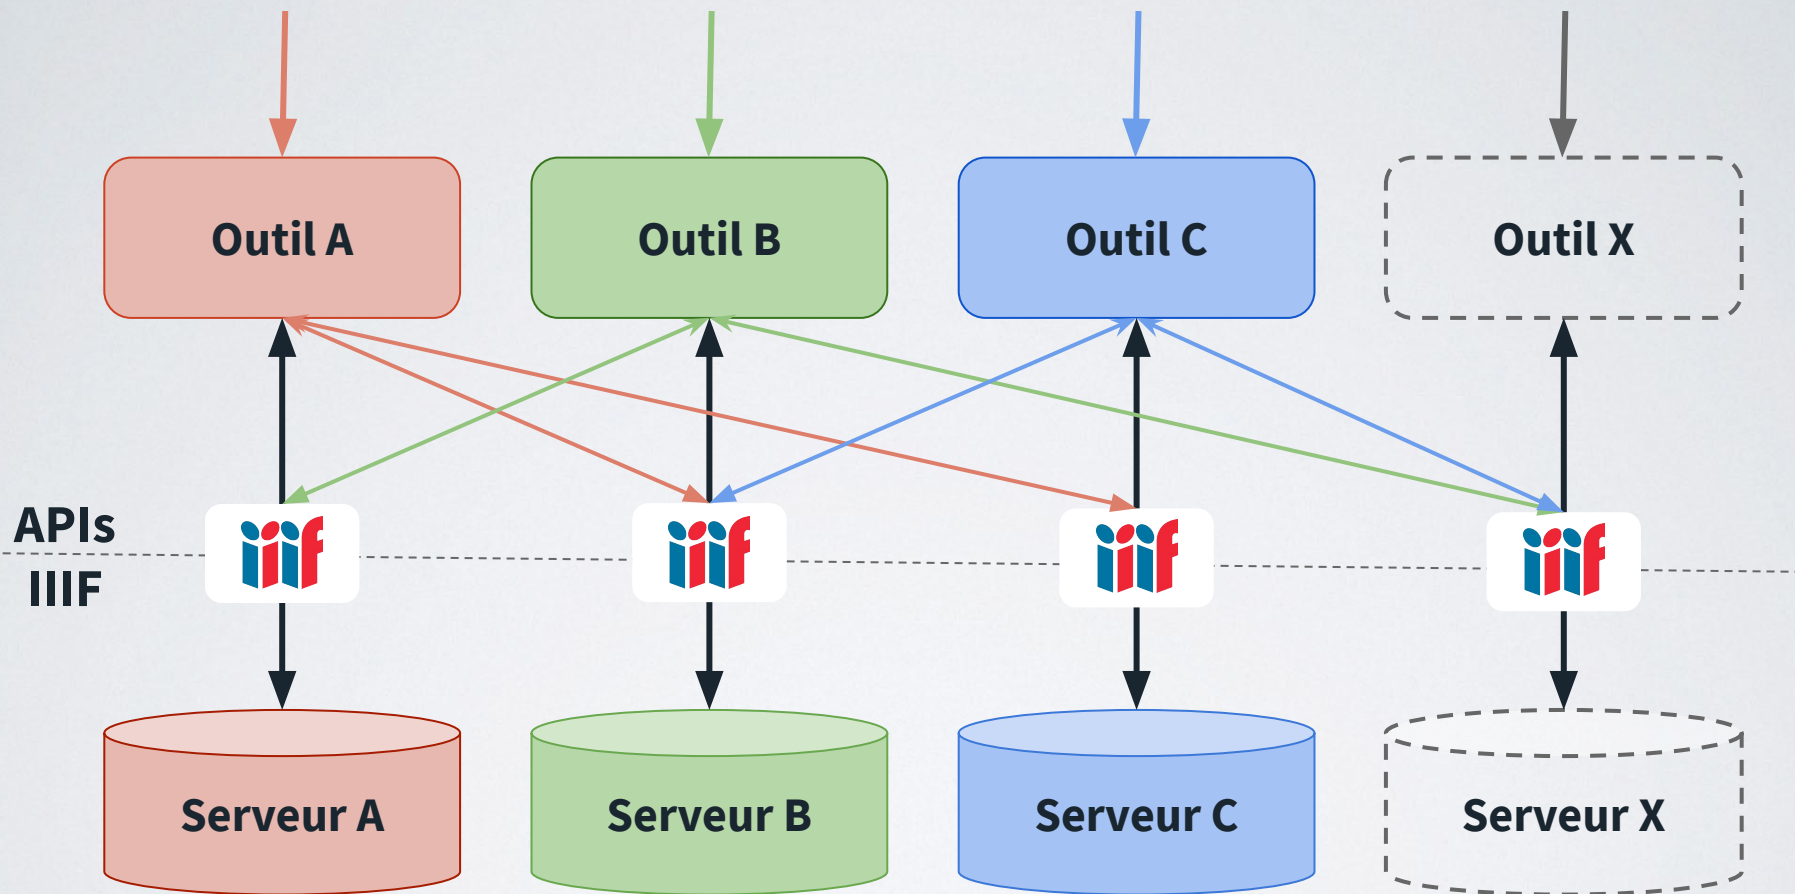 Outil A
Outil B
Outil C
Outil X
APIs
IIIF
iiif
iiif
iiif
iiif
Serveur A
Serveur B
Serveur C
Serveur X